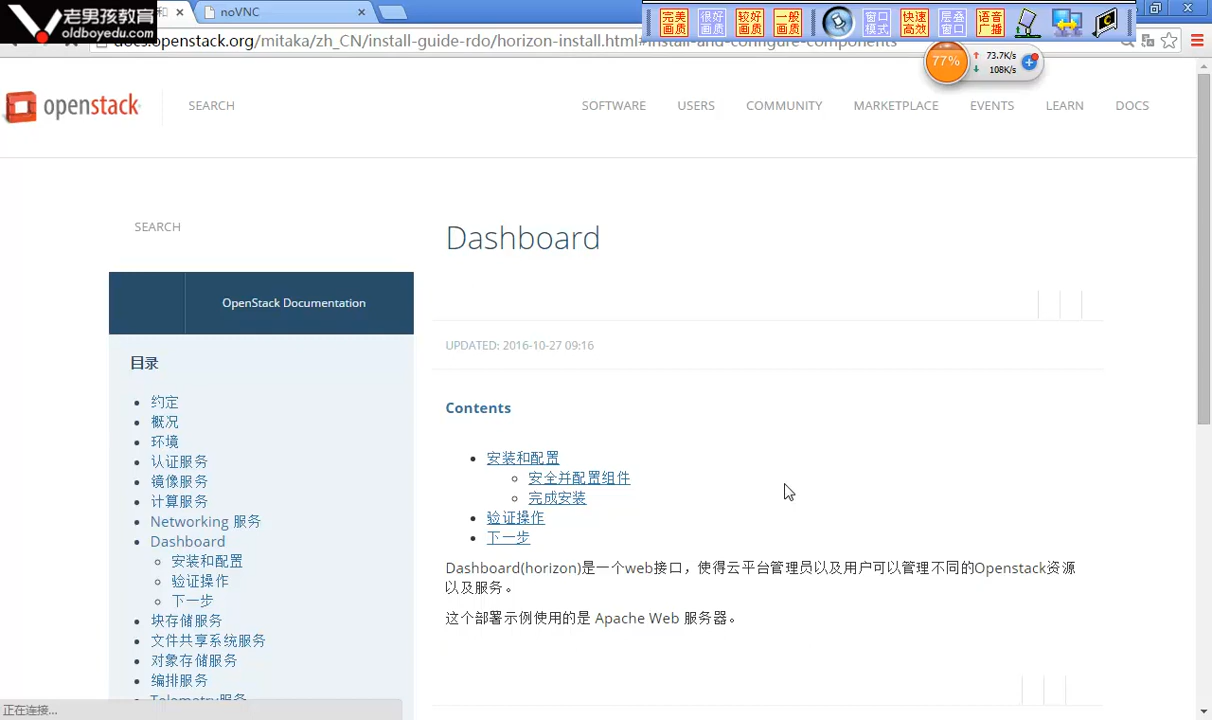 老男孩教育
oldboyedu.com
noVNC
完美画质
很好画质
较好画质
一般画质
窗口模式
快速高效
层叠窗口
语音广播
docs.openstack.org/mitaka/zh_CN/install-guide-rdo/horizon-install.html#install-and-configure-components
77%
73.7K/s
108K/s
openstack
SEARCH
SOFTWARE
USERS
COMMUNITY
MARKETPLACE
EVENTS
LEARN
DOCS
SEARCH
Dashboard
OpenStack Documentation
UPDATED: 2016-10-27 09:16
目录
约定
概况
环境
认证服务
镜像服务
计算服务
Networking 服务
Dashboard
安装和配置
验证操作
下一步
块存储服务
文件共享系统服务
对象存储服务
编排服务
Telemetry服务
Contents
安装和配置
安全并配置组件
完成安装
验证操作
下一步
Dashboard(horizon)是一个web接口，使得云平台管理员以及用户可以管理不同的Openstack资源
以及服务。
这个部署示例使用的是 Apache Web 服务器。
正在连接...